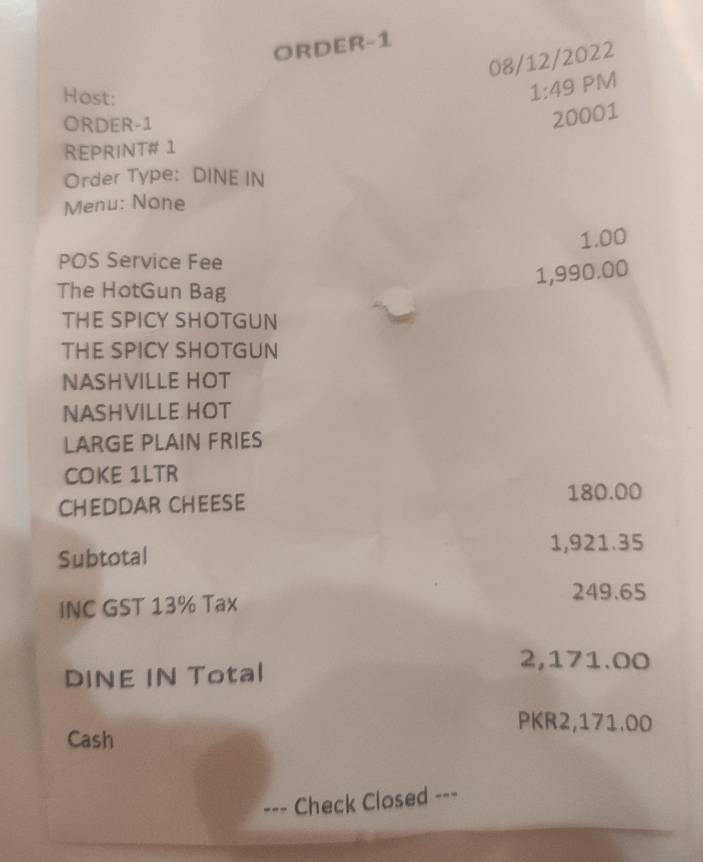 ORDER-1
08/12/2022
Host: 1:49 PM
ORDER-1 20001
REPRINT# 1
Order Type: DINE IN
Menu: None
POS Service Fee 1.00
The HotGun Bag 1,990.00
THE SPICY SHOTGUN
THE SPICY SHOTGUN
NASHVILLE HOT
NASHVILLE HOT
LARGE PLAIN FRIES
COKE 1LTR
CHEDDAR CHEESE 180.00
Subtotal 1,921.35
INC GST 13% Tax 249.65
DINE IN Total 2,171.00
Cash PKR2,171.00
--- Check Closed ---